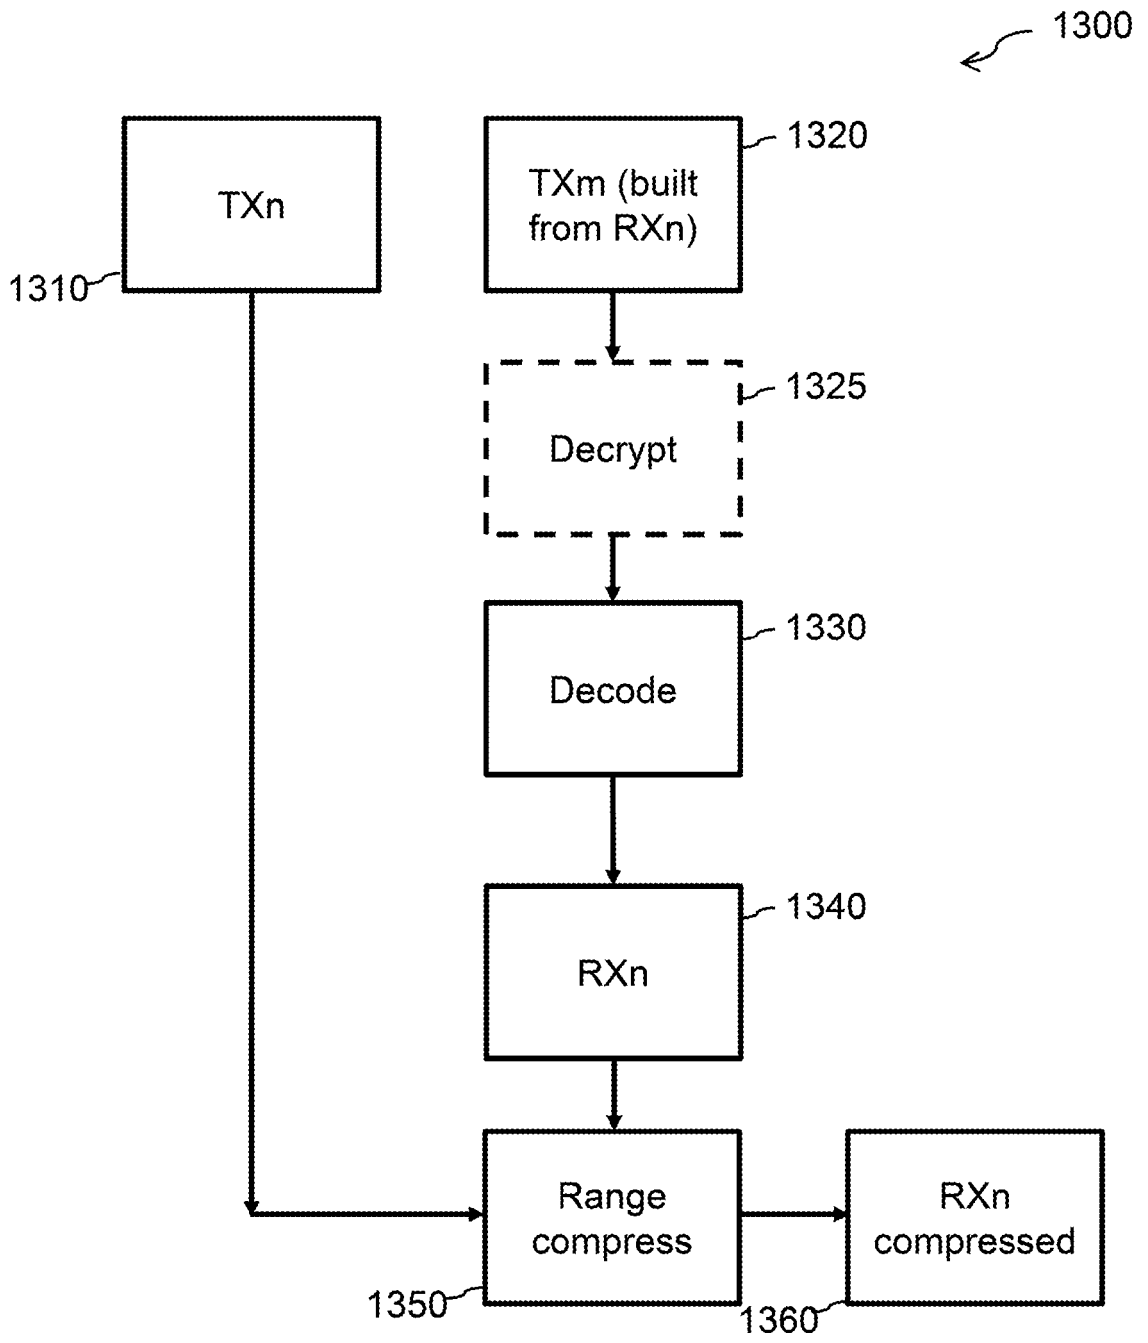 1300
TXn
1310
TXm (built
from RXn)
1320
Decrypt
1325
Decode
1330
RXn
1340
Range
compress
1350
RXn
compressed
1360